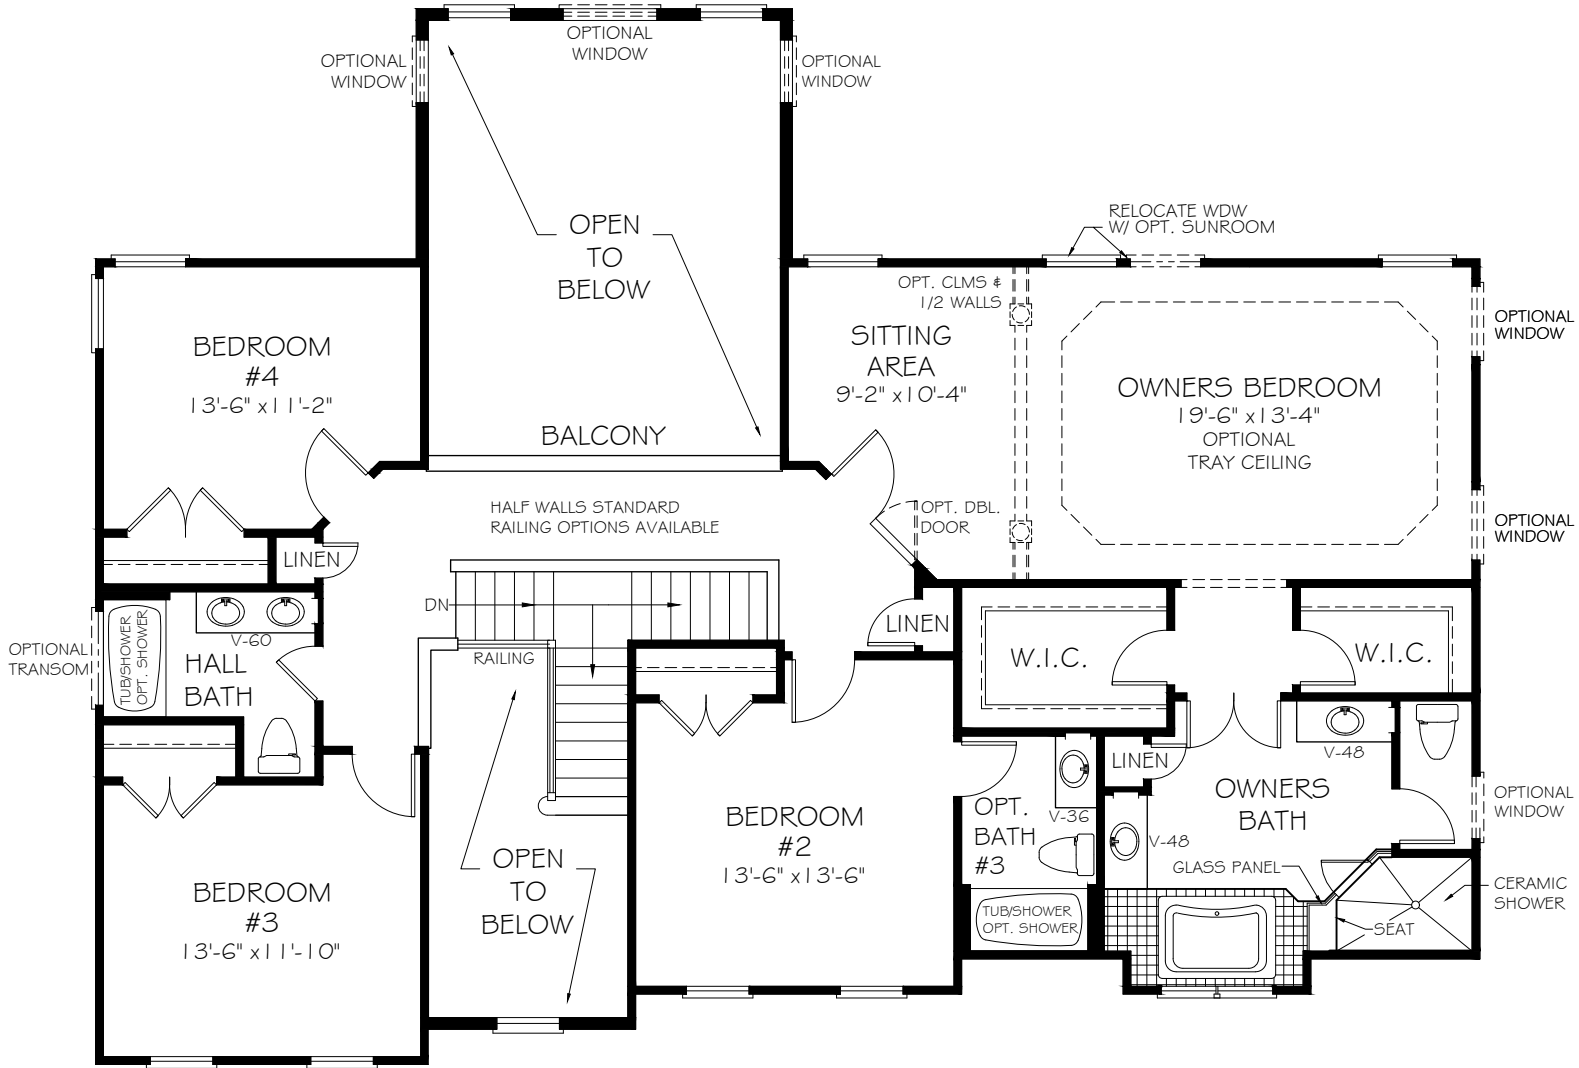 OPTIONAL
WINDOW
OPTIONAL
WINDOW
OPTIONAL
WINDOW
OPEN
TO
BELOW
RELOCATE WDW
W/ OPT. SUNROOM
OPT. CLMS &
1/2 WALLS
SITTING
AREA
9'-2" x10'-4"
OPTIONAL
WINDOW
BEDROOM
#4
13'-6" x11'-2"
OWNERS BEDROOM
19'-6" x13'-4"
OPTIONAL
TRAY CEILING
BALCONY
HALF WALLS STANDARD
RAILING OPTIONS AVAILABLE
OPT. DBL.
DOOR
OPTIONAL
WINDOW
LINEN
DN
OPTIONAL
TRANSOM
TUB/SHOWER
OPT. SHOWER
V-60
HALL
BATH
RAILING
LINEN
W.I.C.
W.I.C.
LINEN
V-48
OWNERS
BATH
OPTIONAL
WINDOW
BEDROOM
#2
13'-6" x13'-6"
OPT.
BATH
#3
V-36
V-48
GLASS PANEL
CERAMIC
SHOWER
SEAT
OPEN
TO
BELOW
BEDROOM
#3
13'-6" x11'-10"
TUB/SHOWER
OPT. SHOWER